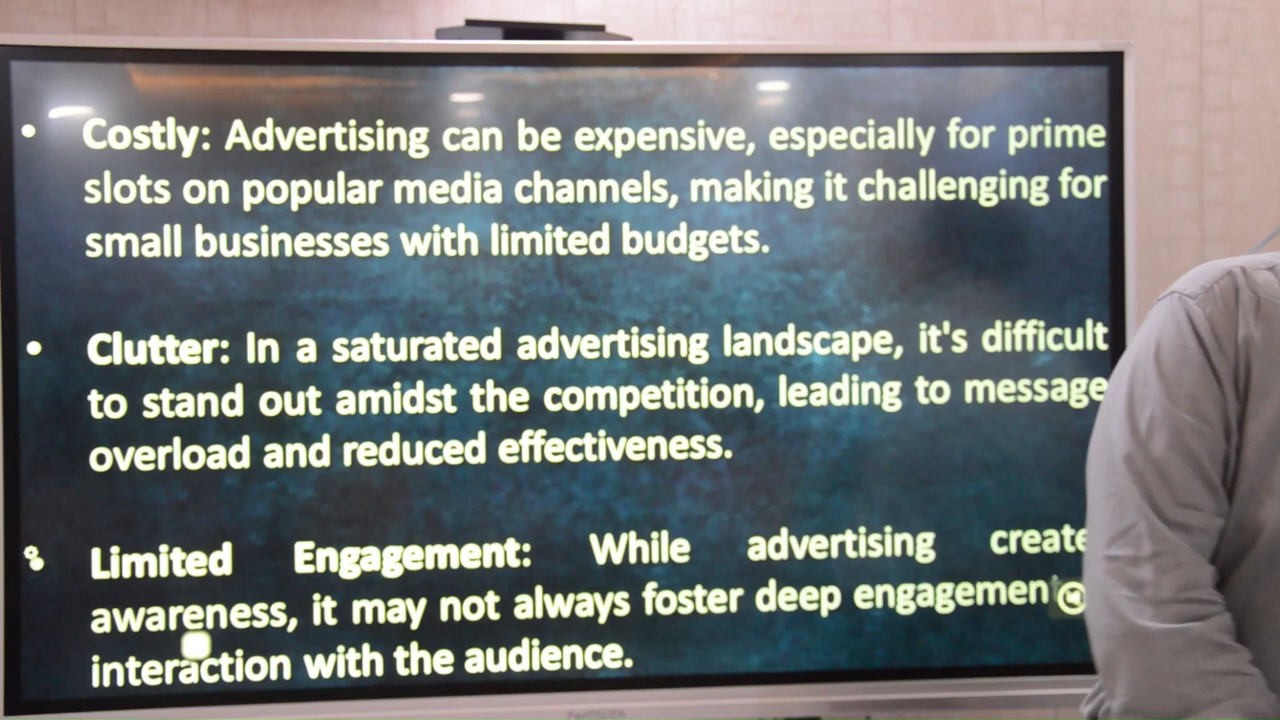 • Costly: Advertising can be expensive, especially for prime
slots on popular media channels, making it challenging for
small businesses with limited budgets.
• Clutter: In a saturated advertising landscape, it's difficult
to stand out amidst the competition, leading to message
overload and reduced effectiveness.
• Limited Engagement: While advertising create
awareness, it may not always foster deep engagement
interaction with the audience.